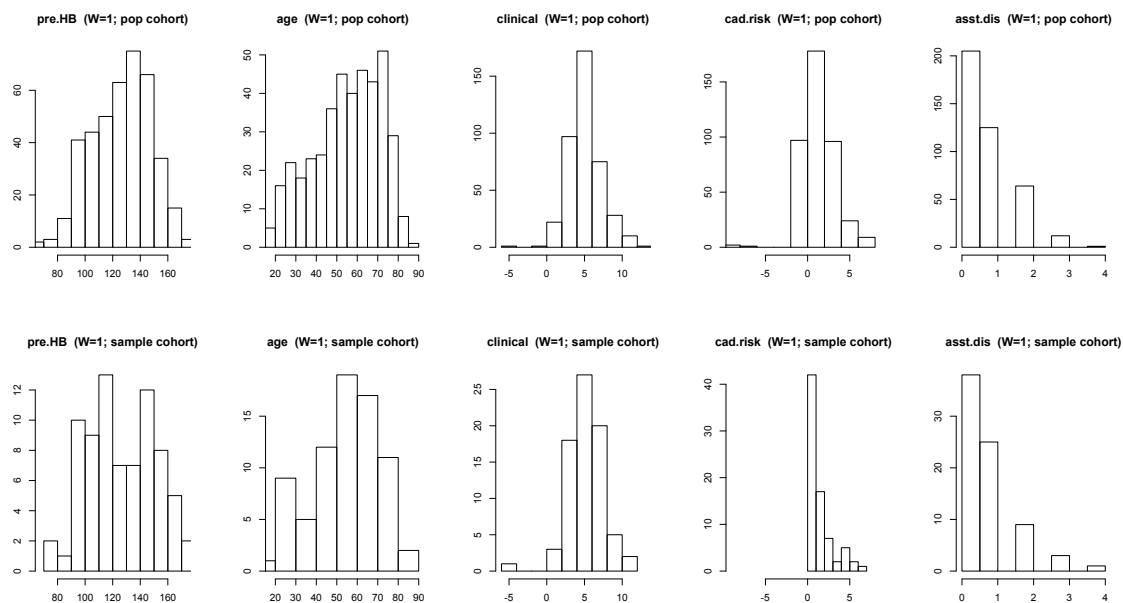 pre.HB (W=1; pop cohort)
age (W=1; pop cohort)
clinical (W=1; pop cohort)
cad.risk (W=1; pop cohort)
asst.dis (W=1; pop cohort)
0 20 40 60
80 100 120 140 160
0 10 20 30 40 50
20 30 40 50 60 70 80 90
0 50 100 150
-5 0 5 10
0 50 100 150
-5 0 5
0 50 100 150 200
0 1 2 3 4
pre.HB (W=1; sample cohort)
age (W=1; sample cohort)
clinical (W=1; sample cohort)
cad.risk (W=1; sample cohort)
asst.dis (W=1; sample cohort)
0 2 4 6 8 10 12
80 100 120 140 160
0 5 10 15
20 30 40 50 60 70 80 90
0 5 10 15 20 25
-5 0 5 10
0 10 20 30 40
-5 0 5
0 10 20 30
0 1 2 3 4